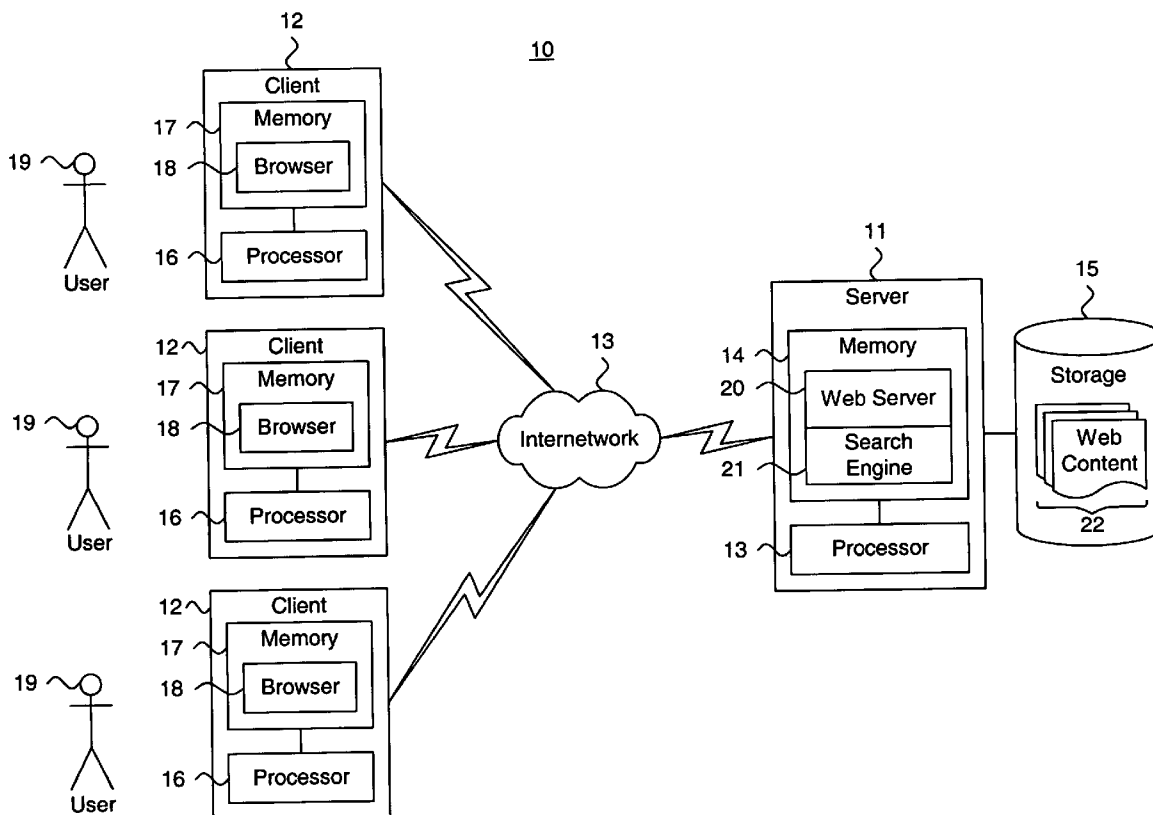 10
12
Client
17
Memory
18
Browser
16
Processor
19
User
12
Client
17
Memory
18
Browser
16
Processor
19
User
12
Client
17
Memory
18
Browser
16
Processor
19
User
13
Internetwork
11
Server
14
Memory
20
Web Server
21
Search
Engine
13
Processor
15
Storage
Web
Content
22